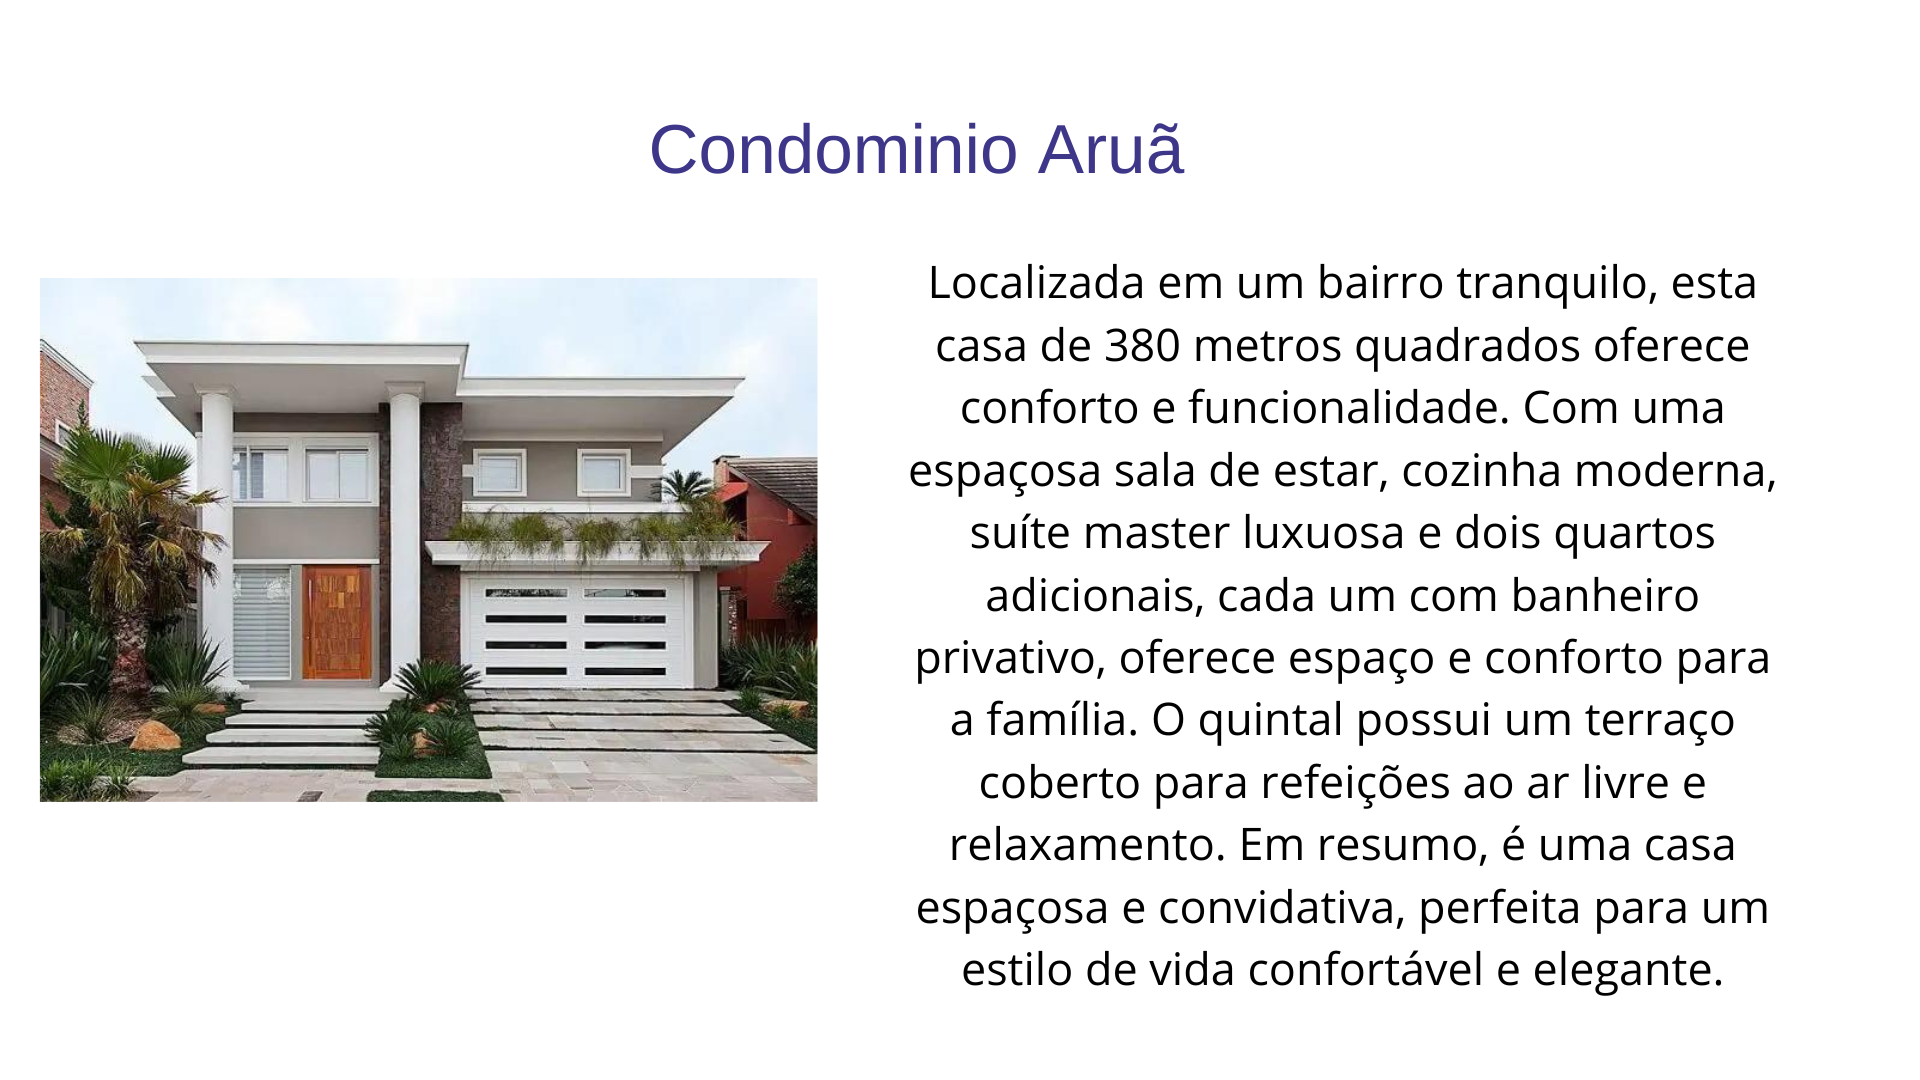 Condominio Aruã
Localizada em um bairro tranquilo, esta
casa de 380 metros quadrados oferece
conforto e funcionalidade. Com uma
espaçosa sala de estar, cozinha moderna,
suíte master luxuosa e dois quartos
adicionais, cada um com banheiro
privativo, oferece espaço e conforto para
a família. O quintal possui um terraço
coberto para refeições ao ar livre e
relaxamento. Em resumo, é uma casa
espaçosa e convidativa, perfeita para um
estilo de vida confortável e elegante.